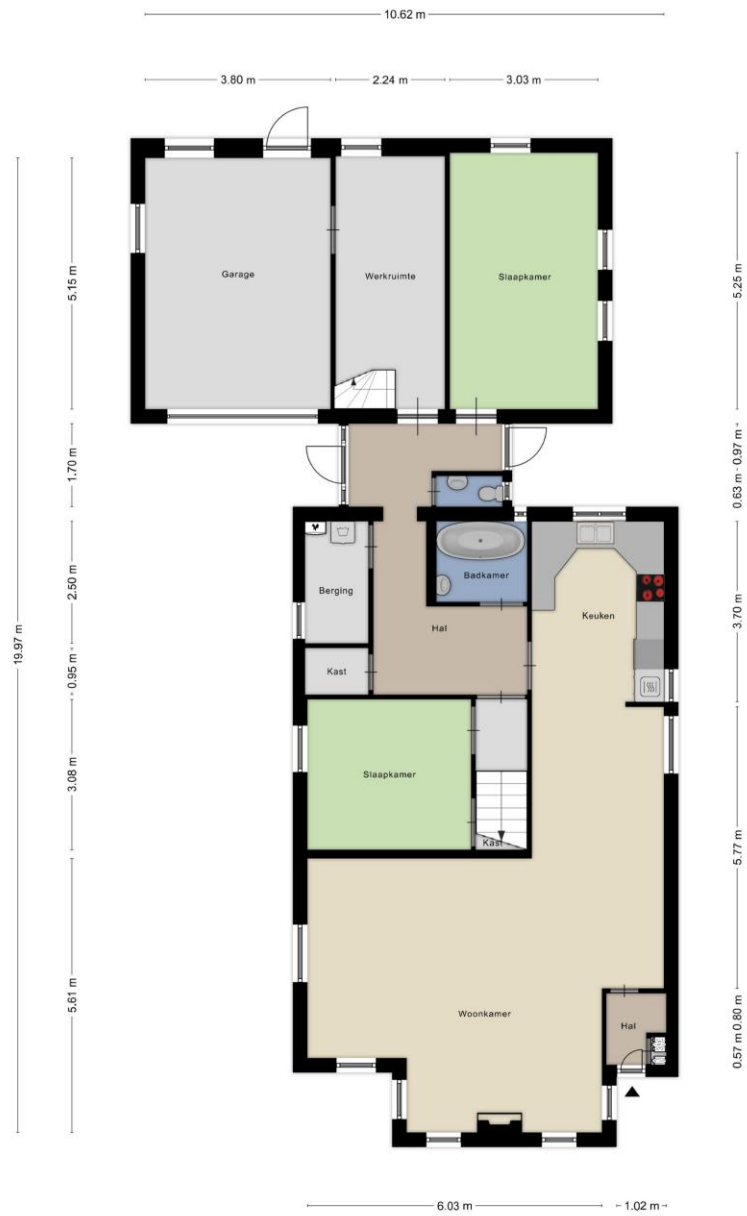 10.62 m
3.80 m
2.24 m
3.03 m
5.15 m
5.25 m
Garage
Werkruimte
Slaapkamer
1.70 m
0.97 m
0.63 m
19.97 m
2.50 m
Berging
Badkamer
Keuken
3.70 m
Hal
0.95 m
Kast
3.08 m
Slaapkamer
Kast
5.77 m
5.61 m
Woonkamer
Hal
0.80 m
0.57 m
6.03 m
1.02 m